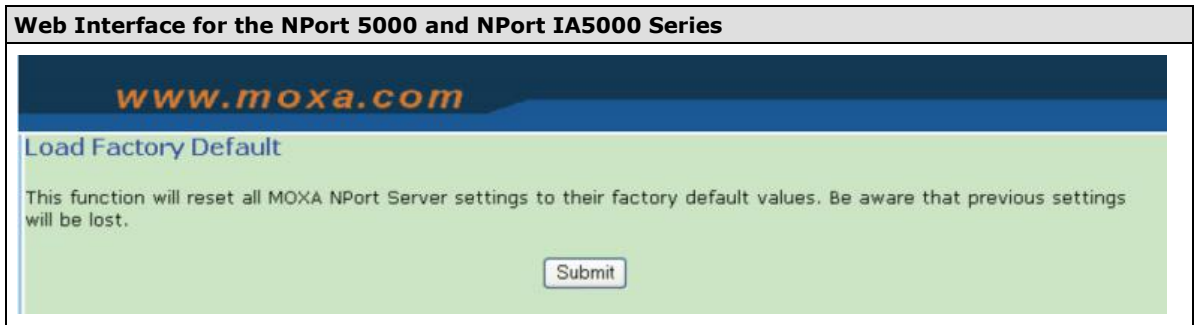 Web Interface for the NPort 5000 and NPort IA5000 Series
www.moxa.com
Load Factory Default
This function will reset all MOXA NPort Server settings to their factory default values. Be aware that previous settings
will be lost.
Submit